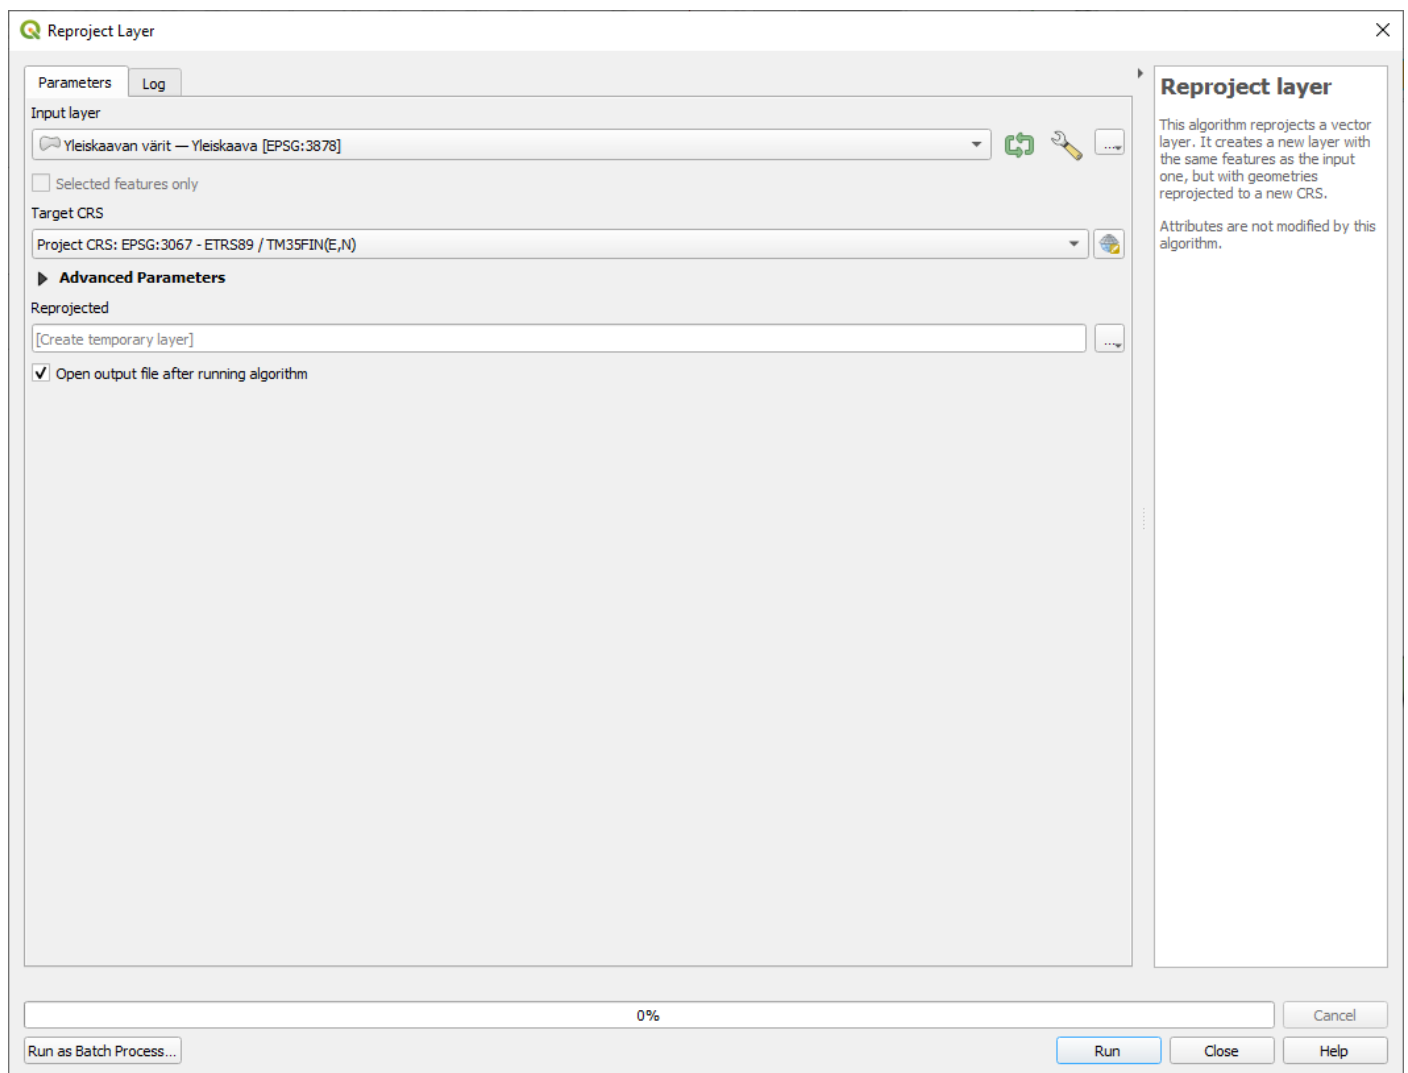 Reproject Layer
Parameters
Log
Input layer
Yleiskaavan värit — Yleiskaava [EPSG:3878]
...
Selected features only
Target CRS
Project CRS: EPSG:3067 - ETRS89 / TM35FIN(E,N)
Advanced Parameters
Reprojected
[Create temporary layer]
...
Open output file after running algorithm
Reproject layer
This algorithm reprojects a vector
layer. It creates a new layer with
the same features as the input
one, but with geometries
reprojected to a new CRS.
Attributes are not modified by this
algorithm.
0%
Cancel
Run as Batch Process...
Run
Close
Help